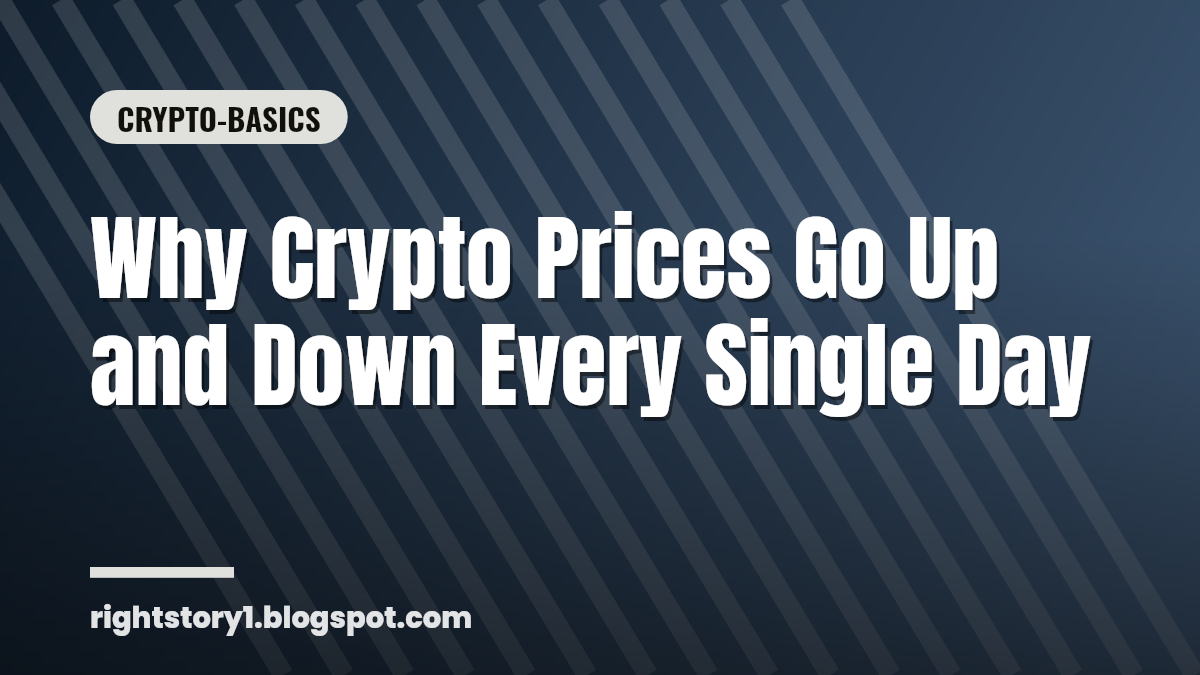 CRYPTO-BASICS
Why Crypto Prices Go Up
and Down Every Single Day
rightstory1.blogspot.com